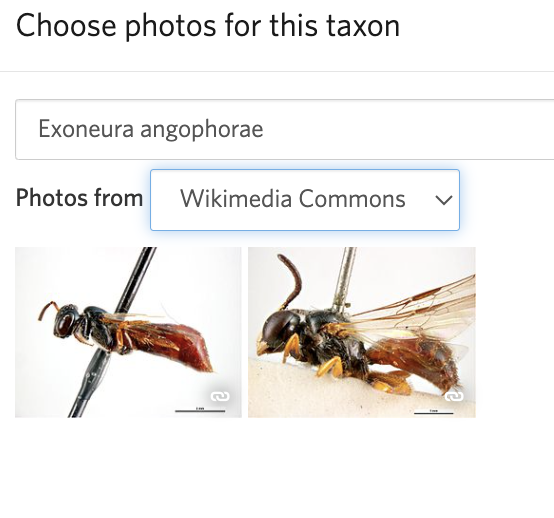 Choose photos for this taxon
Exoneura angophorae
Photos from Wikimedia Commons